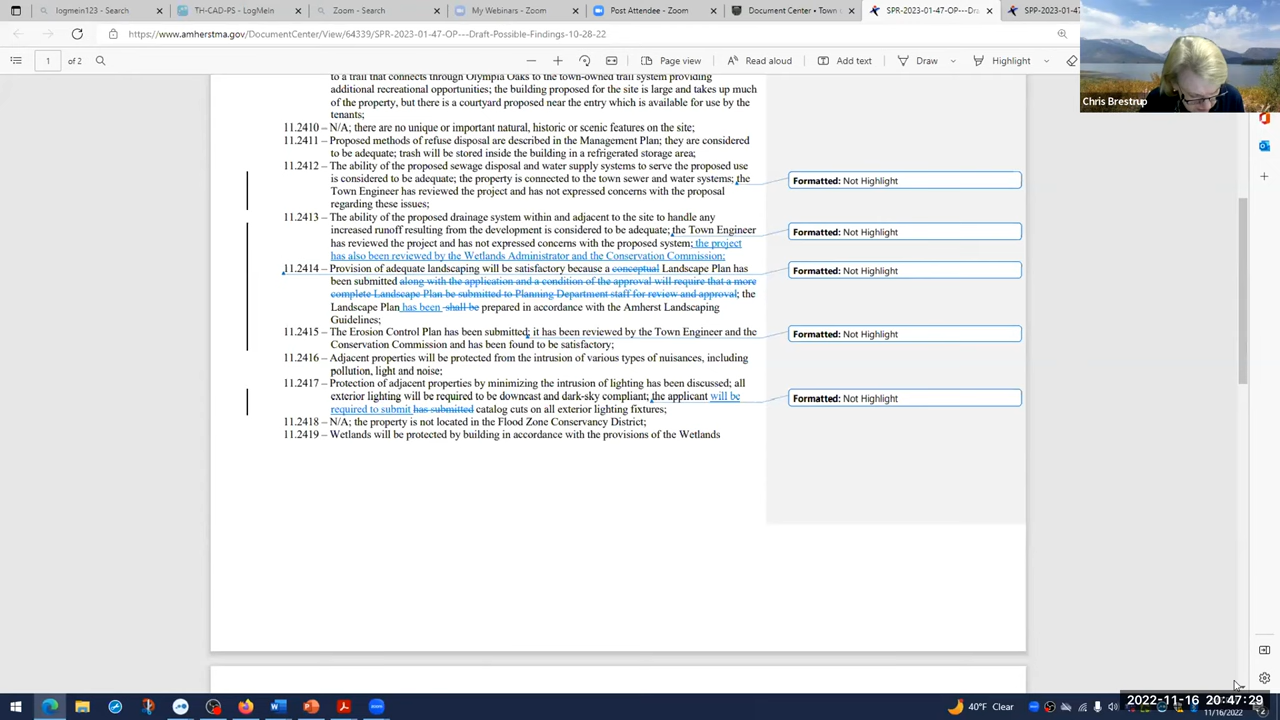 logmein123 - Search
TH-CAD-PS - LogMeIn
Zoom - Search
My Webinars - Zoom
Post Attendee - Zoom
Document Center • Town
SPR-2023-01-47-OP---Dra
SPP-2023-01-47
https://www.amherstma.gov/DocumentCenter/View/64339/SPR-2023-01-47-OP---Draft-Possible-Findings-10-28-22
1 of 2
Page view
Read aloud
Add text
Draw
Highlight
Chris Brestrup
to a trail that connects through Olympia Oaks to the town-owned trail system providing
additional recreational opportunities; the building proposed for the site is large and takes up much
of the property, but there is a courtyard proposed near the entry which is available for use by the
tenants;
11.2410 – N/A; there are no unique or important natural, historic or scenic features on the site;
11.2411 – Proposed methods of refuse disposal are described in the Management Plan; they are considered
to be adequate; trash will be stored inside the building in a refrigerated storage area;
11.2412 – The ability of the proposed sewage disposal and water supply systems to serve the proposed use
is considered to be adequate; the property is connected to the town sewer and water systems; the
Town Engineer has reviewed the project and has not expressed concerns with the proposal
regarding these issues;
Formatted: Not Highlight
11.2413 – The ability of the proposed drainage system within and adjacent to the site to handle any
increased runoff resulting from the development is considered to be adequate; the Town Engineer
has reviewed the project and has not expressed concerns with the proposed system; the project
has also been reviewed by the Wetlands Administrator and the Conservation Commission;
Formatted: Not Highlight
11.2414 – Provision of adequate landscaping will be satisfactory because a conceptual Landscape Plan has
been submitted along with the application and a condition of the approval will require that a more
complete Landscape Plan be submitted to Planning Department staff for review and approval; the
Landscape Plan has been shall be prepared in accordance with the Amherst Landscaping
Guidelines;
Formatted: Not Highlight
11.2415 – The Erosion Control Plan has been submitted; it has been reviewed by the Town Engineer and the
Conservation Commission and has been found to be satisfactory;
Formatted: Not Highlight
11.2416 – Adjacent properties will be protected from the intrusion of various types of nuisances, including
pollution, light and noise;
11.2417 – Protection of adjacent properties by minimizing the intrusion of lighting has been discussed; all
exterior lighting will be required to be downcast and dark-sky compliant; the applicant will be
required to submit has submitted catalog cuts on all exterior lighting fixtures;
Formatted: Not Highlight
11.2418 – N/A; the property is not located in the Flood Zone Conservancy District;
11.2419 – Wetlands will be protected by building in accordance with the provisions of the Wetlands
40°F Clear
2022-11-16 20:47:29
11/16/2022